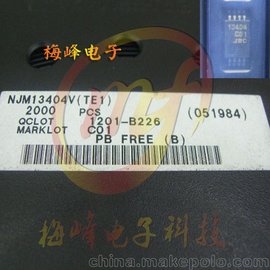 梅峰电子
13404
C01
JRC
NJM13404V(TE1)
2000 PCS (051984)
QCLOT 1201-B226
MARKLOT C01
PB FREE (B)
梅峰电子科技
china.makepolo.com